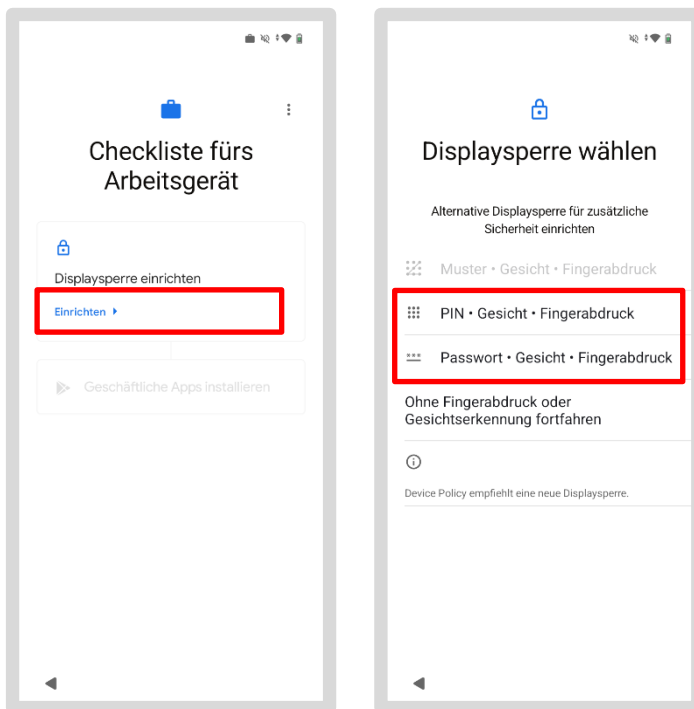 Checkliste fürs
Arbeitsgerät
Displaysperre einrichten
Einrichten
Geschäftliche Apps installieren
Displaysperre wählen
Alternative Displaysperre für zusätzliche
Sicherheit einrichten
Muster • Gesicht • Fingerabdruck
PIN • Gesicht • Fingerabdruck
Passwort • Gesicht • Fingerabdruck
Ohne Fingerabdruck oder
Gesichtserkennung fortfahren
Device Policy empfiehlt eine neue Displaysperre.